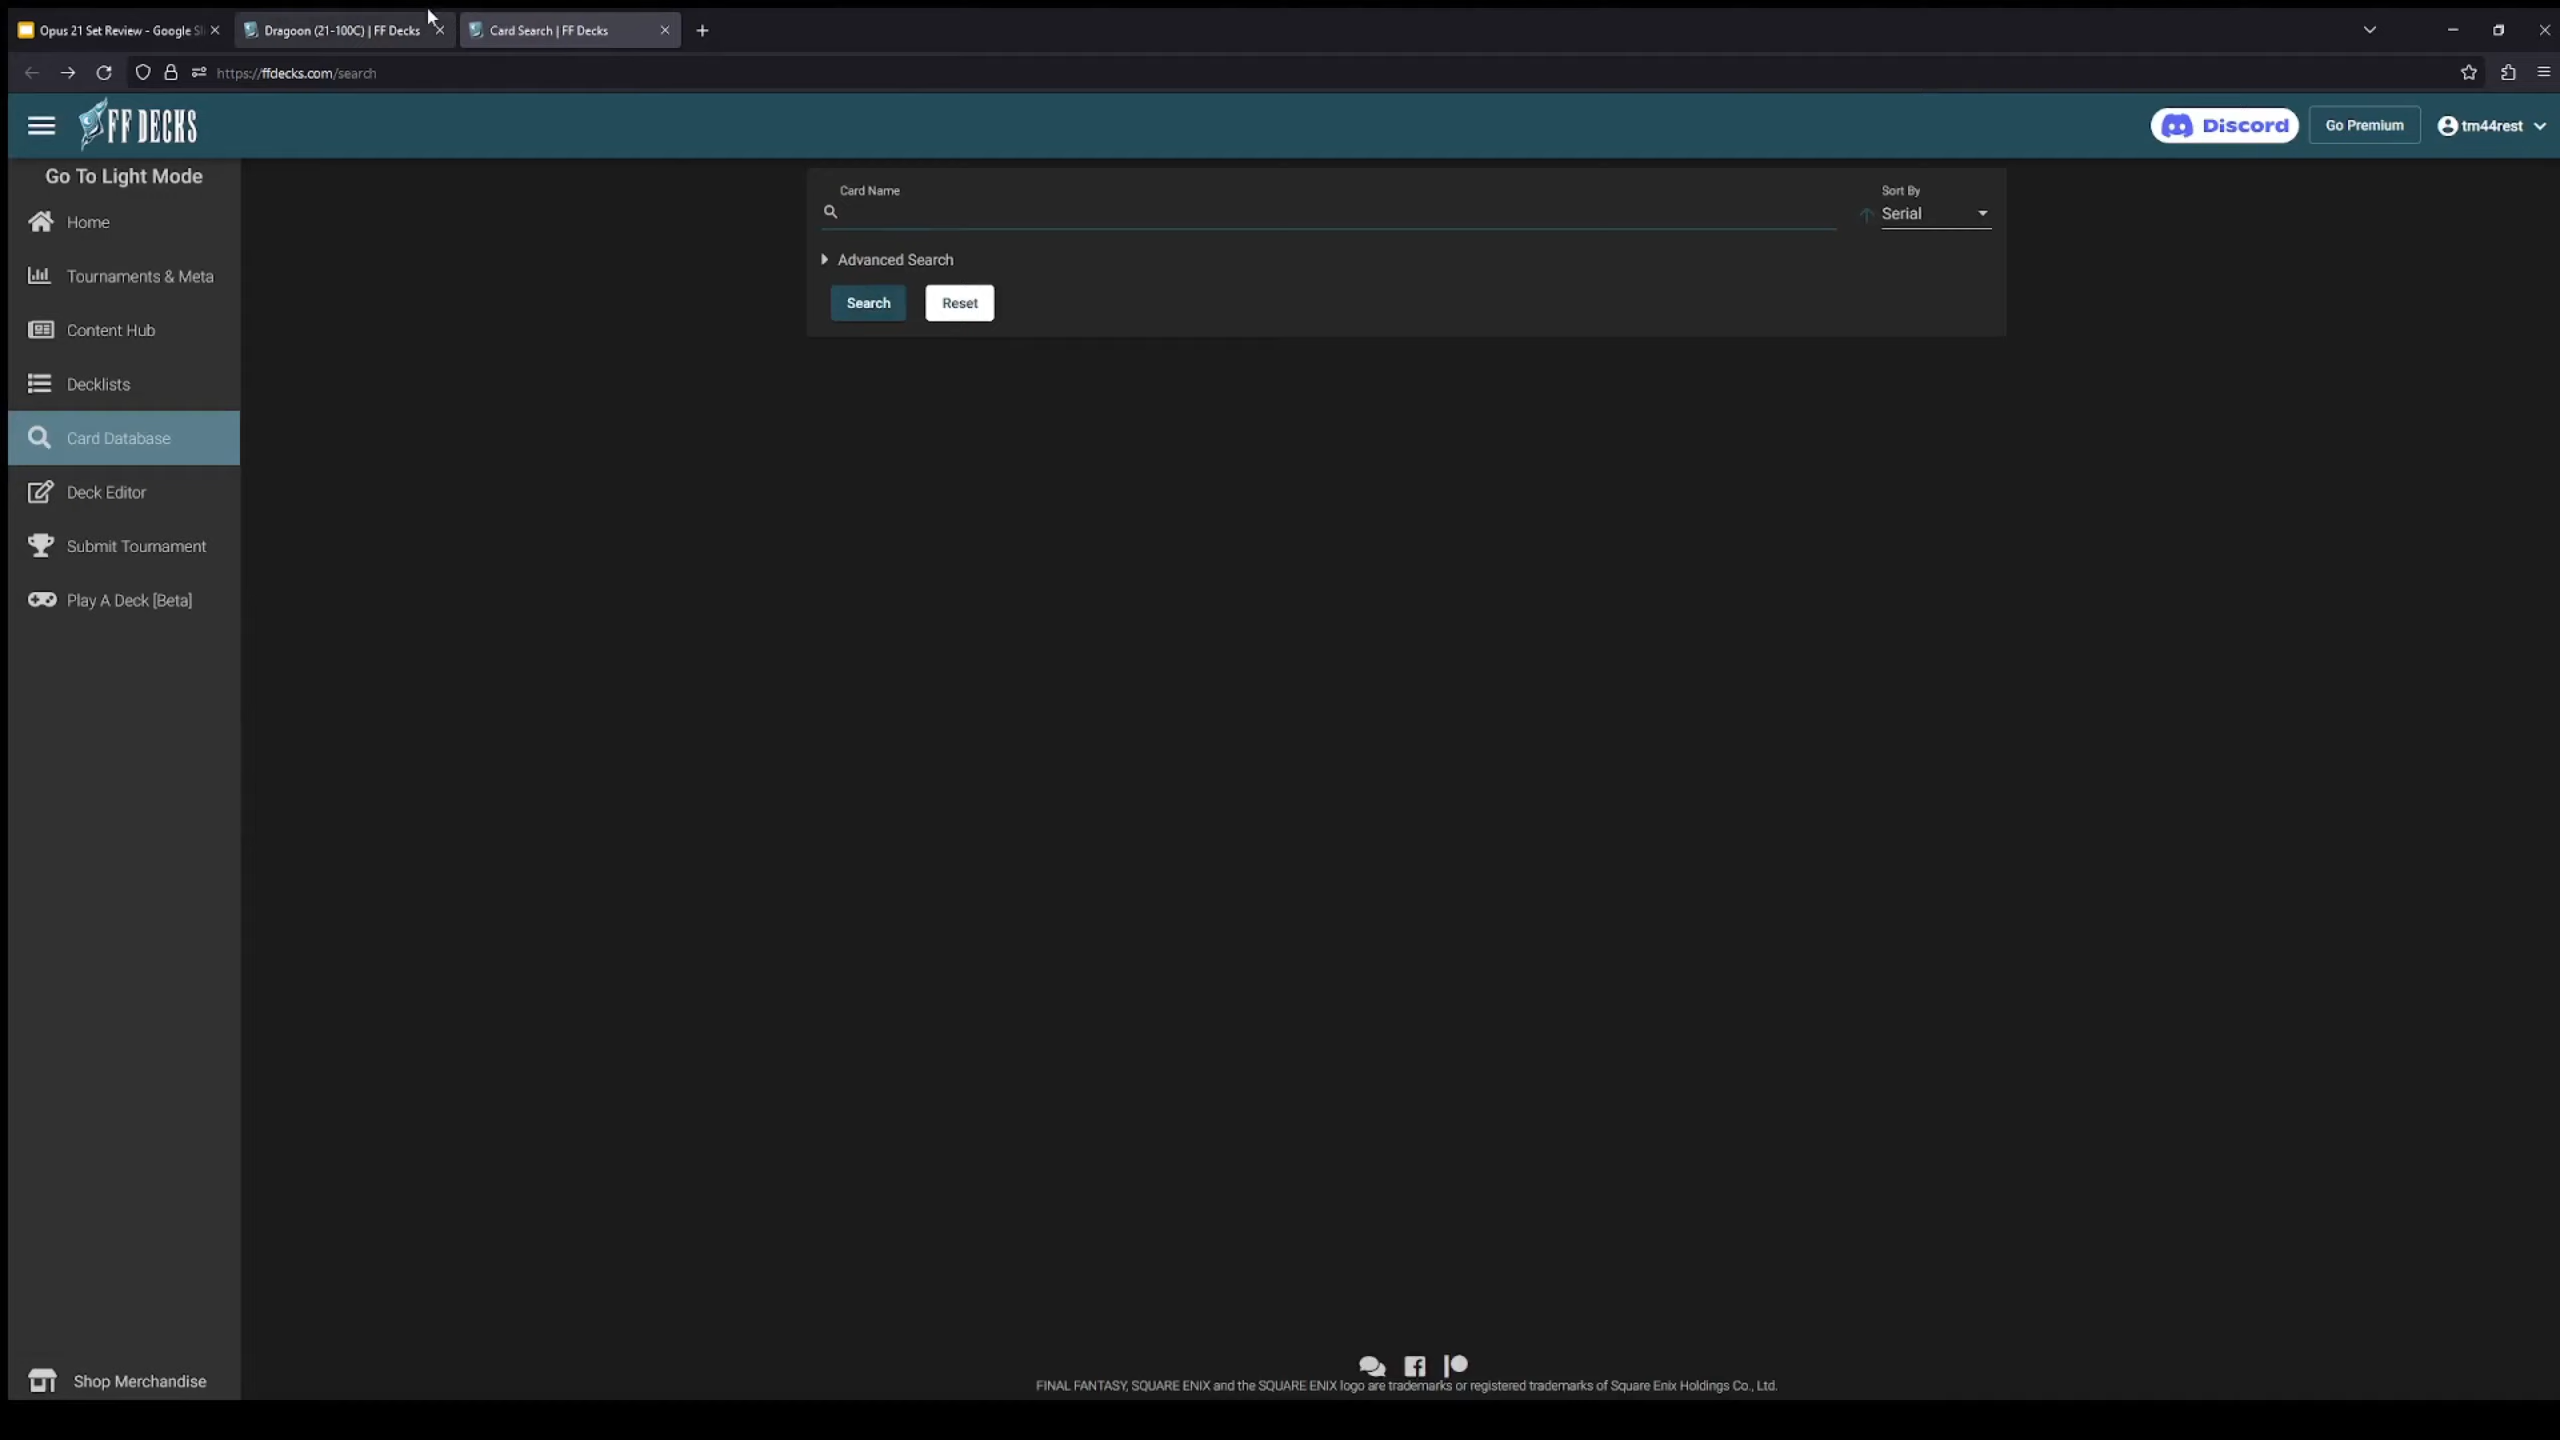 Opus 21 Set Review - Google Sl
Dragoon (21-100C) | FF Decks
Card Search | FF Decks
https://ffdecks.com/search
FF DECKS
Discord
Go Premium
tm44rest
Go To Light Mode
Home
Tournaments & Meta
Content Hub
Decklists
Card Database
Deck Editor
Submit Tournament
Play A Deck [Beta]
Shop Merchandise
Card Name
Sort By
Serial
Advanced Search
Search
Reset
FINAL FANTASY, SQUARE ENIX and the SQUARE ENIX logo are trademarks or registered trademarks of Square Enix Holdings Co., Ltd.